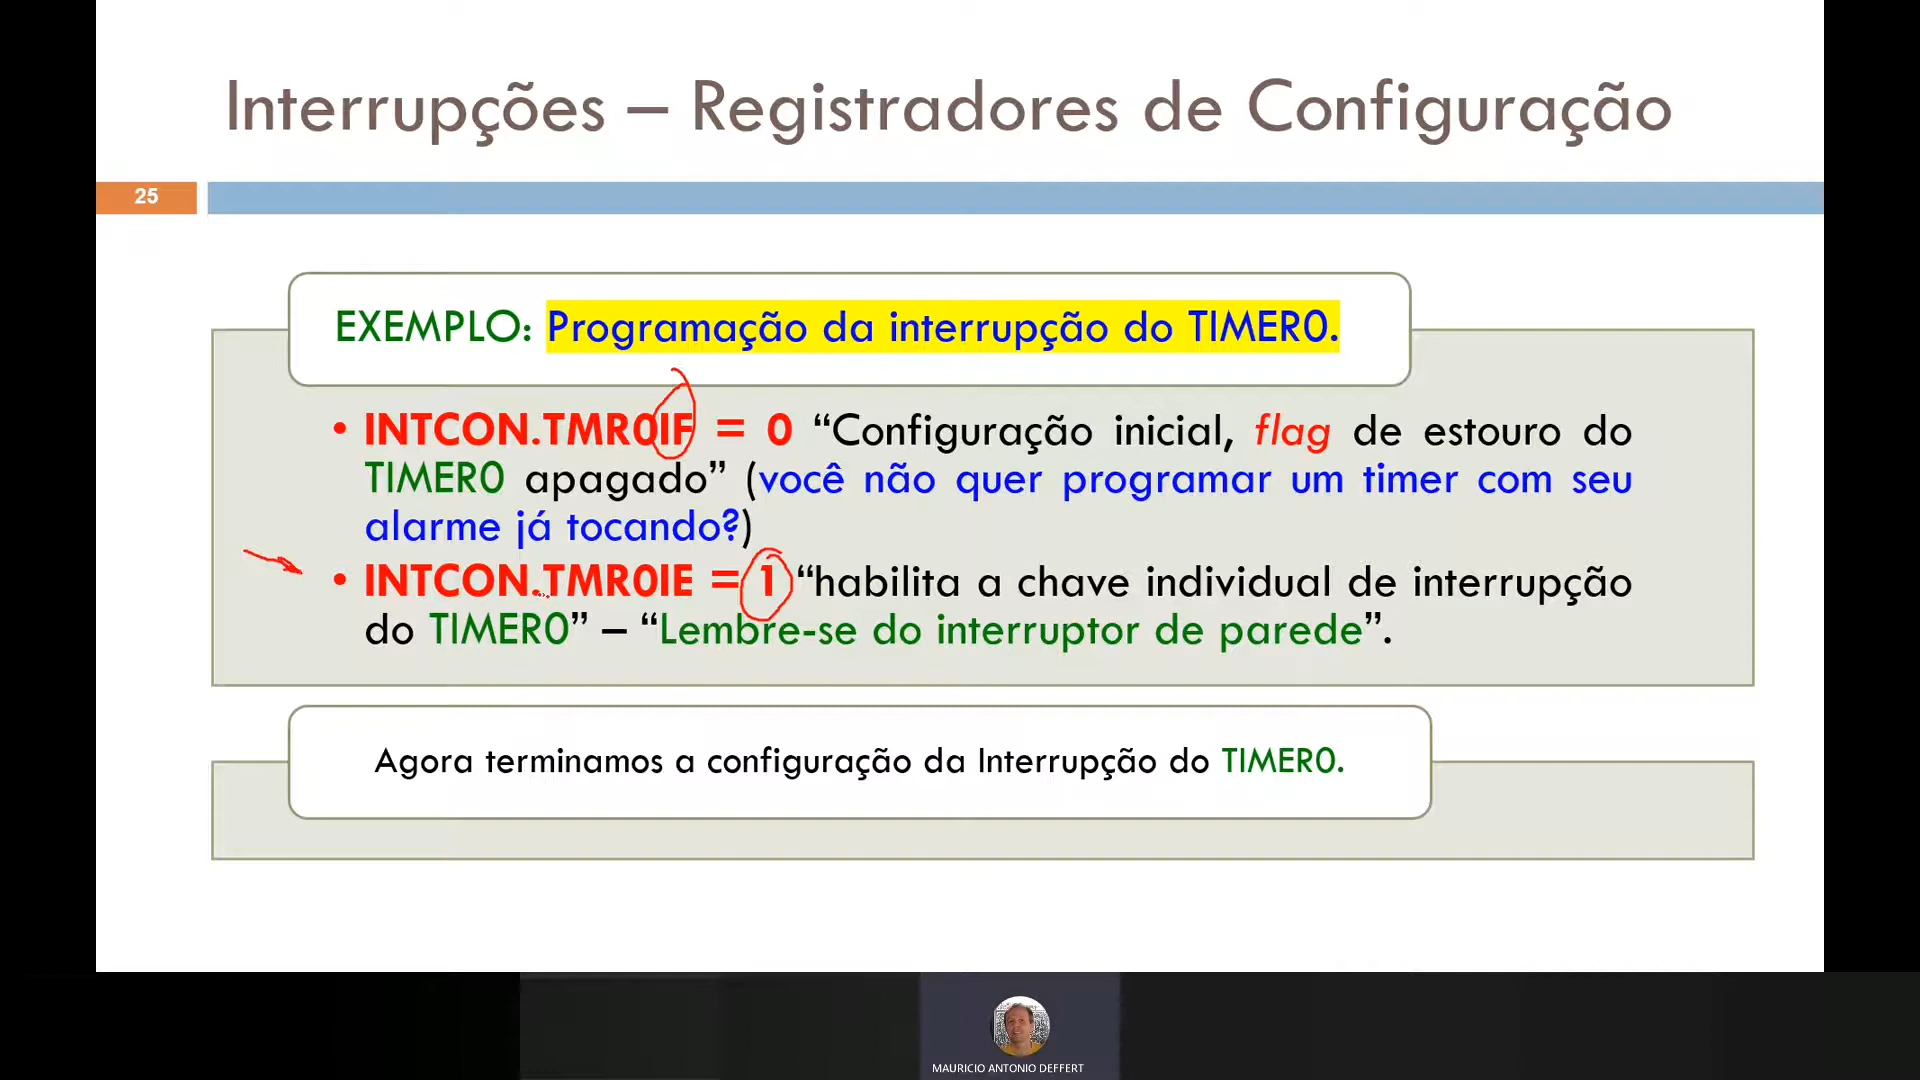 Interrupções – Registradores de Configuração
25
EXEMPLO: Programação da interrupção do TIMER0.
• INTCON.TMR0IF = 0 “Configuração inicial, flag de estouro do
TIMER0 apagado” (você não quer programar um timer com seu
alarme já tocando?)
• INTCON.TMR0IE = 1 “habilita a chave individual de interrupção
do TIMER0” – “Lembre-se do interruptor de parede”.
Agora terminamos a configuração da Interrupção do TIMER0.
MAURICIO ANTONIO DEFFERT